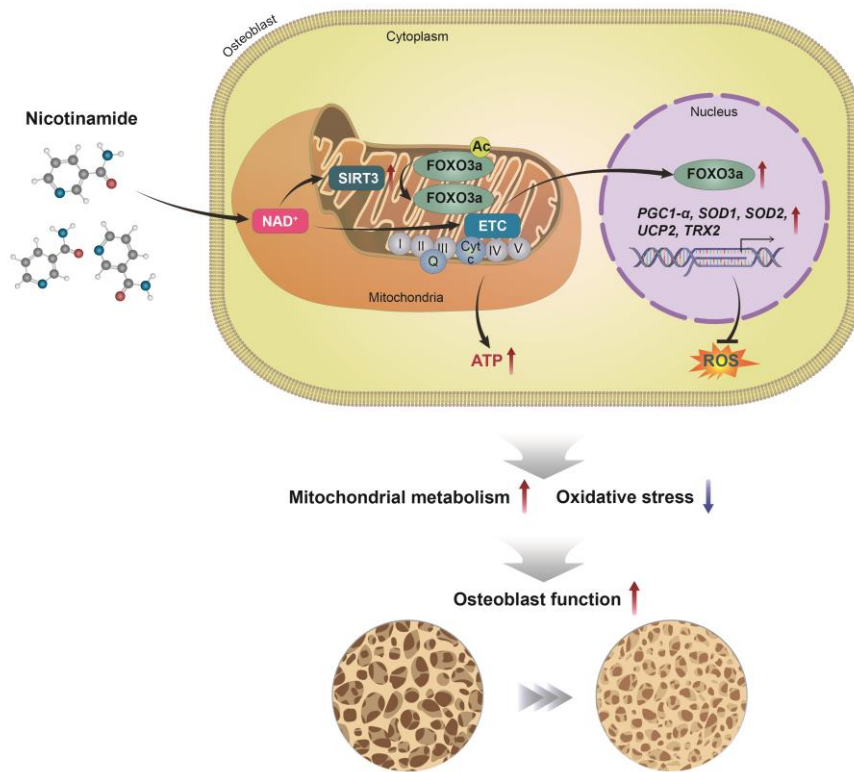 Osteoblast
Cytoplasm
Nucleus
Nicotinamide
Ac
FOXO3a
SIRT3
FOXO3a
FOXO3a
NAD⁺
ETC
PGC1-α, SOD1, SOD2,
UCP2, TRX2
I II III Cyt c IV V
Q
Mitochondria
ATP
ROS
Mitochondrial metabolism
Oxidative stress
Osteoblast function